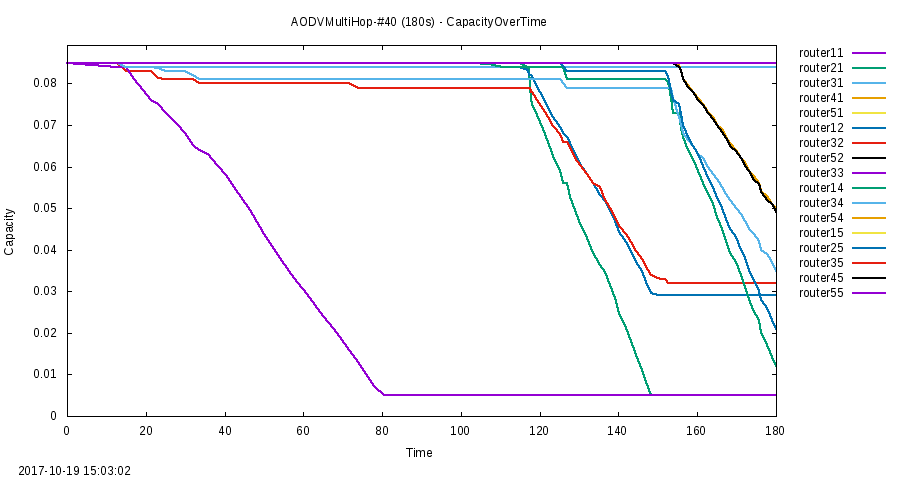 AODVMultiHop-#40 (180s) - CapacityOverTime
router11
router21
router31
router41
router51
router12
router32
router52
router33
router14
router34
router54
router15
router25
router35
router45
router55
Capacity
0.08
0.07
0.06
0.05
0.04
0.03
0.02
0.01
0
0 20 40 60 80 100 120 140 160 180
Time
2017-10-19 15:03:02